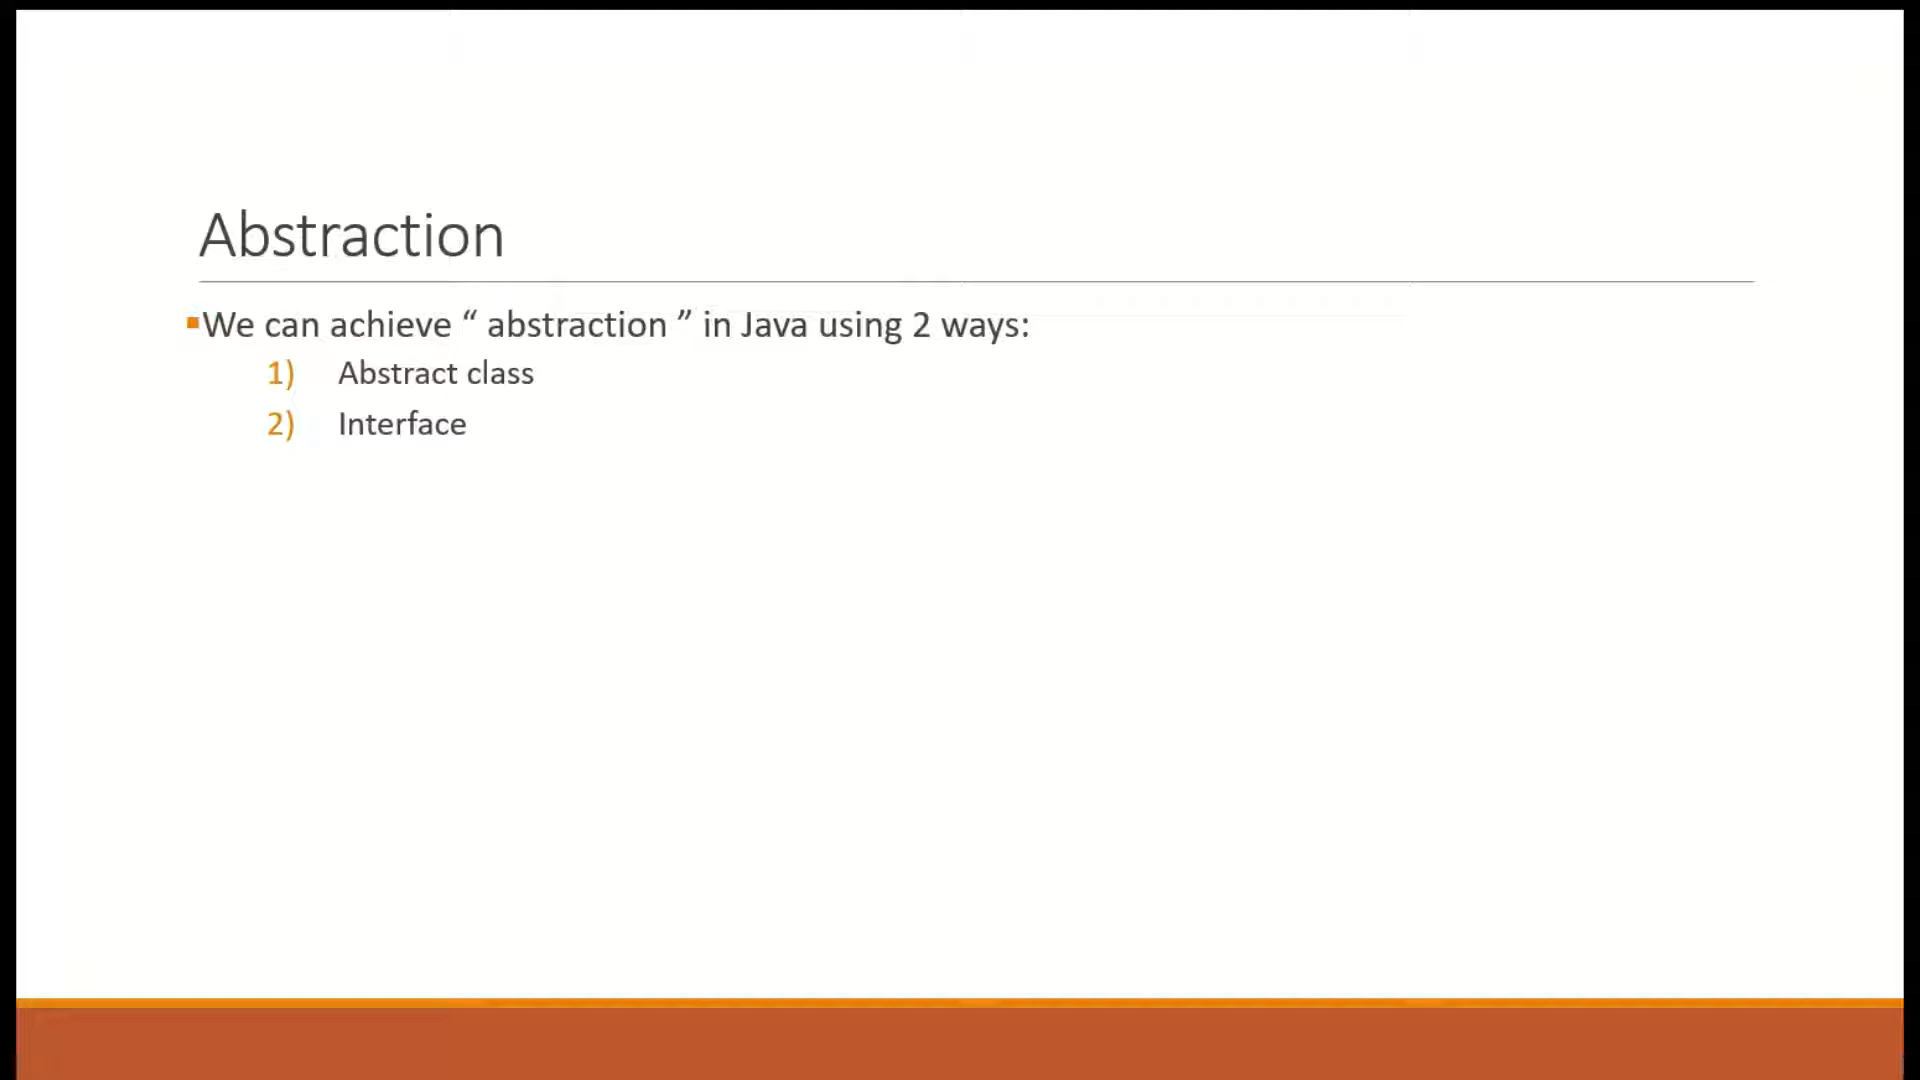 Abstraction
▪We can achieve “ abstraction ” in Java using 2 ways:
1) Abstract class
2) Interface